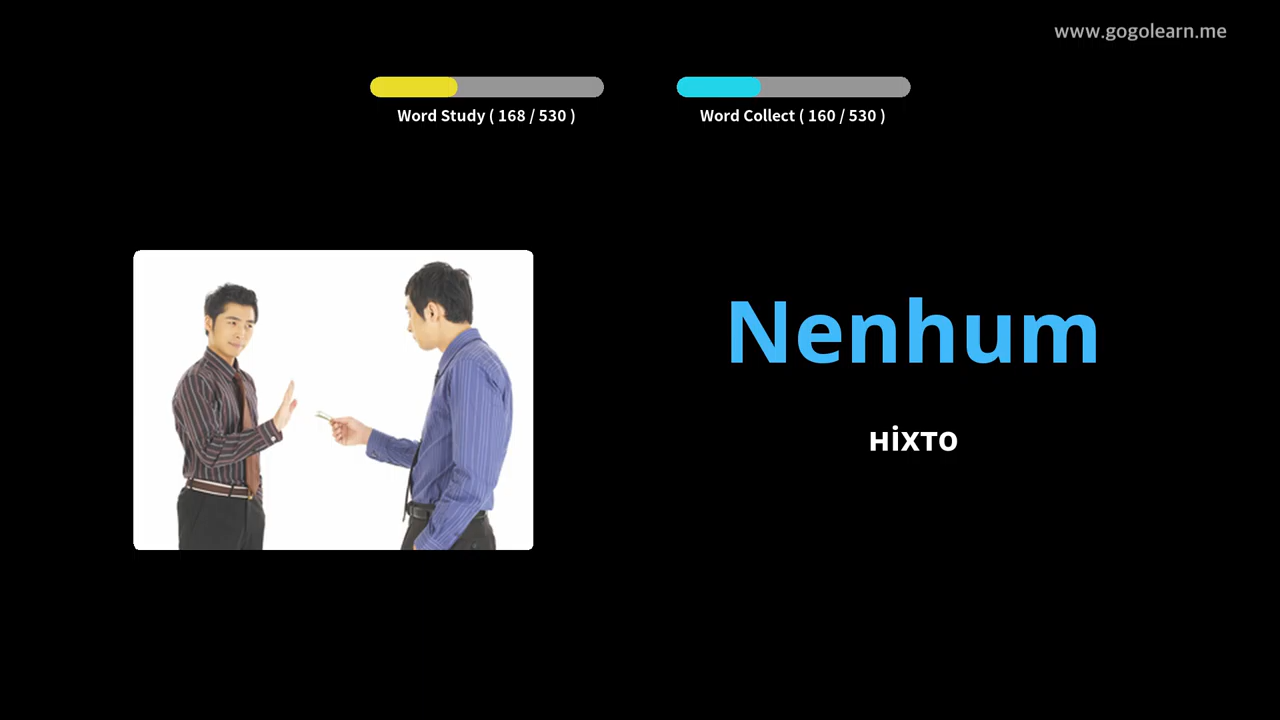 www.gogolearn.me
Word Study ( 168 / 530 )
Word Collect ( 160 / 530 )
Nenhum
ніхто